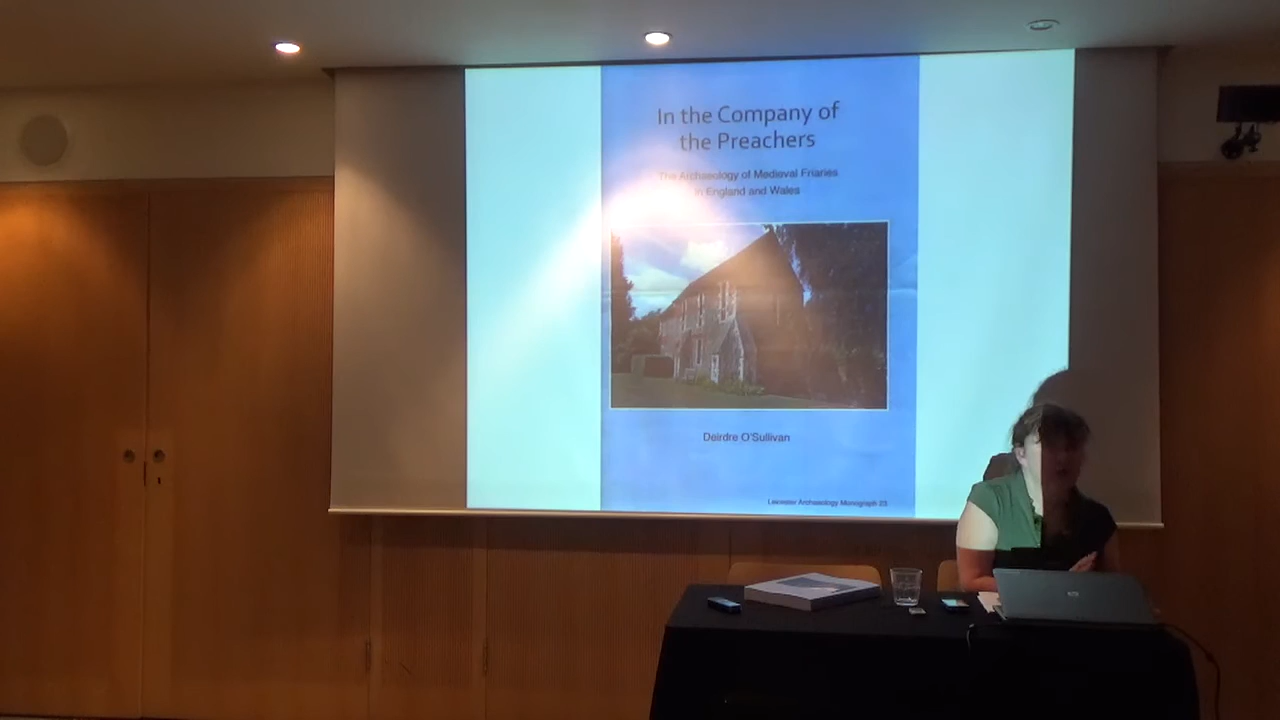 In the Company of
the Preachers
The Archaeology of Medieval Friaries
in England and Wales
Deirdre O'Sullivan
Leicester Archaeology Monograph 23
hp